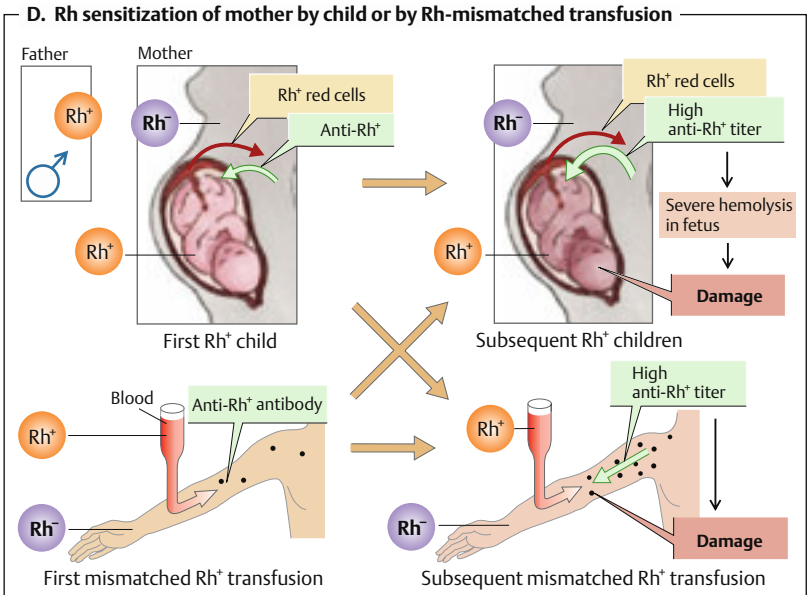 D. Rh sensitization of mother by child or by Rh-mismatched transfusion
Father
Mother
Rh⁺
Rh⁻
Rh⁺ red cells
Anti-Rh⁺
Rh⁺
First Rh⁺ child
Rh⁻
Rh⁺ red cells
High
anti-Rh⁺ titer
Severe hemolysis
in fetus
Rh⁺
Damage
Subsequent Rh⁺ children
Blood
Anti-Rh⁺ antibody
Rh⁺
Rh⁻
First mismatched Rh⁺ transfusion
High
anti-Rh⁺ titer
Rh⁺
Rh⁻
Damage
Subsequent mismatched Rh⁺ transfusion